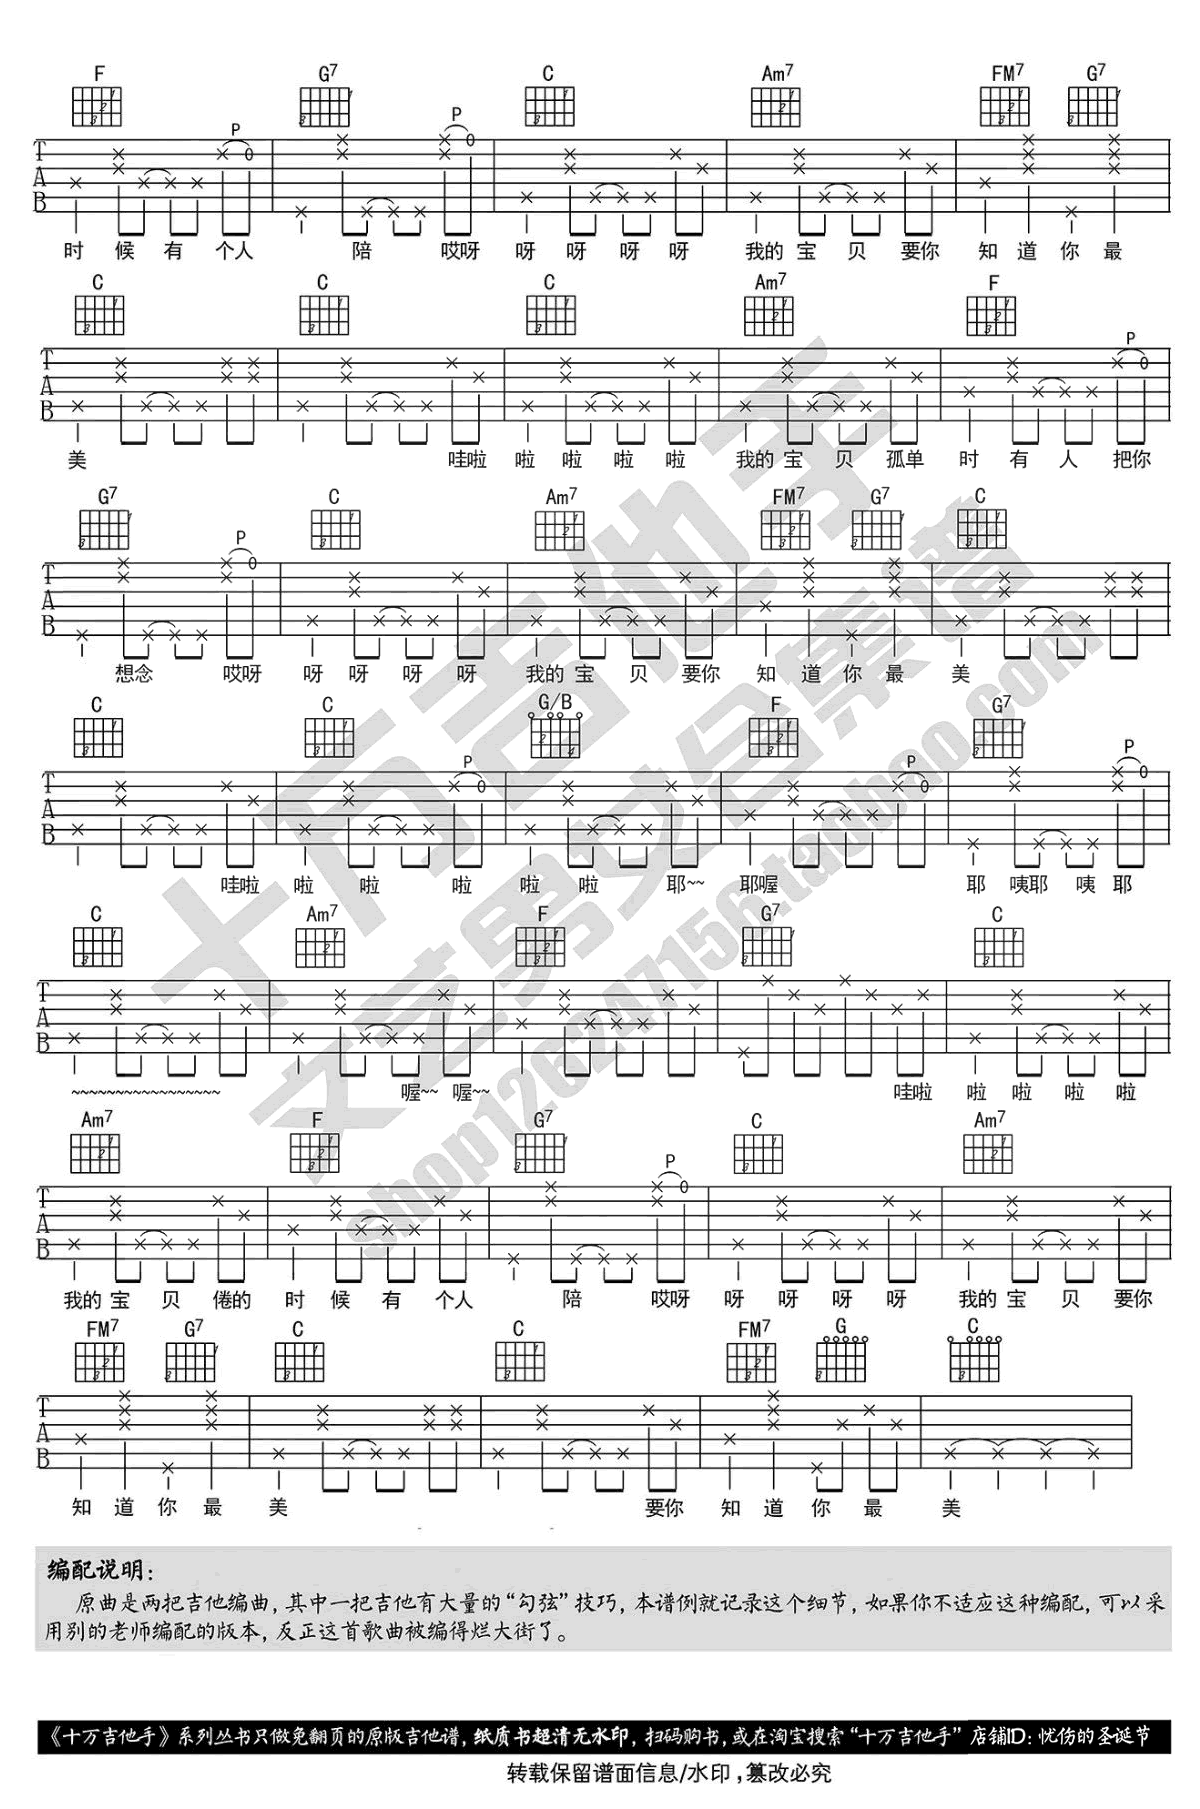 F G7 C Am7 FM7 G7
P P
T A B
时 候 有 个人 陪 哎呀 呀 呀 呀 呀 我的 宝 贝 要你 知 道 你 最
C C C Am7 F
P
T A B
美 哇啦 啦 啦 啦 啦 我的 宝 贝 孤单 时 有 人 把你
G7 C Am7 FM7 G7 C
P
T A B
想念 哎呀 呀 呀 呀 呀 我的 宝 贝 要你 知 道 你 最 美
C C G/B F G7
P P P
T A B
哇啦 啦 啦 啦 啦 啦 耶~~ 耶喔 耶 咦耶 咦 耶
C Am7 F G7 C
T A B
~~~~~~~~~~~~~~~~~ 喔~~ 喔~~ 哇啦 啦 啦 啦 啦
Am7 F G7 C Am7
P
T A B
我的 宝 贝 倦的 时 候 有 个人 陪 哎呀 呀 呀 呀 呀 我的 宝 贝 要你
FM7 G7 C C FM7 G C
T A B
知 道 你 最 美 要你 知 道 你 最 美
十万吉他手
文艺男女合集谱
shop126247156.taobao.com
编配说明：
原曲是两把吉他编曲，其中一把吉他有大量的“勾弦”技巧，本谱例就记录这个细节，如果你不适应这种编配，可以采
用别的老师编配的版本，反正这首歌曲被编得烂大街了。
《十万吉他手》系列丛书只做免翻页的原版吉他谱，纸质书超清无水印，扫码购书，或在淘宝搜索“十万吉他手”店铺ID：忧伤的圣诞节
转载保留谱面信息/水印，篡改必究